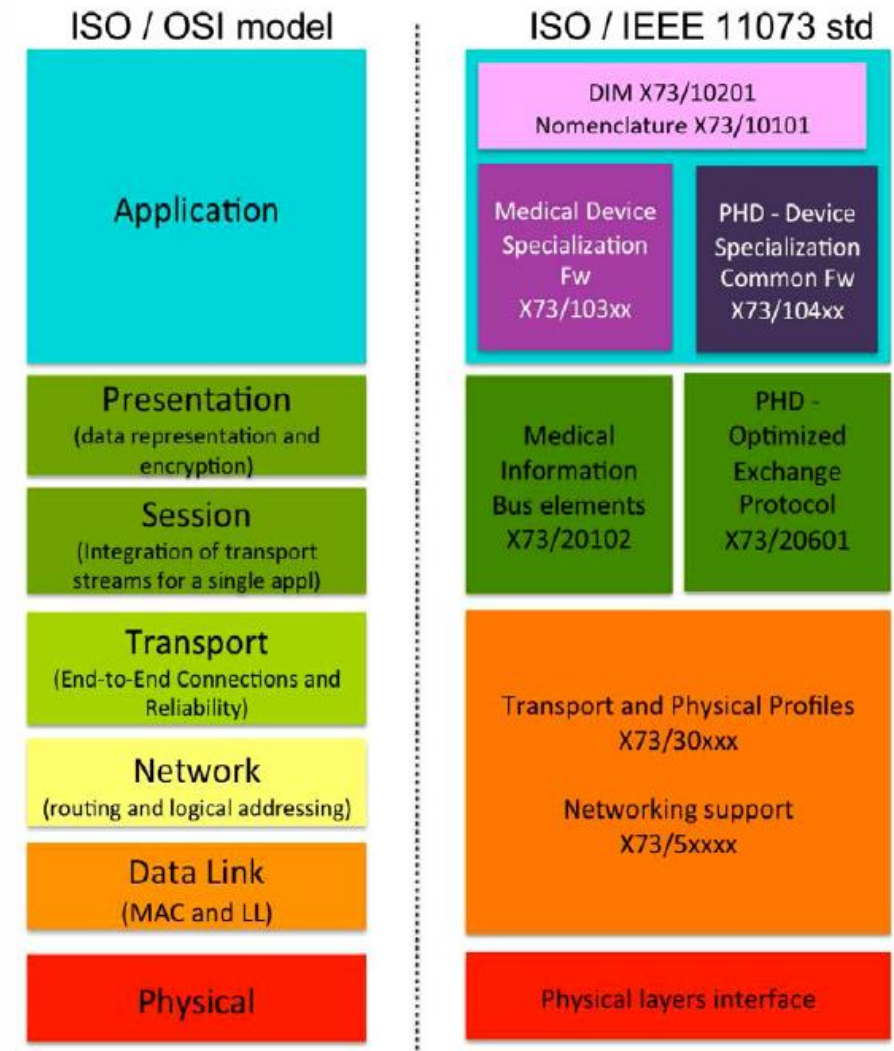 ISO / OSI model
Application
Presentation
(data representation and
encryption)
Session
(Integration of transport
streams for a single appl)
Transport
(End-to-End Connections and
Reliability)
Network
(routing and logical addressing)
Data Link
(MAC and LL)
Physical
ISO / IEEE 11073 std
DIM X73/10201
Nomenclature X73/10101
Medical Device
Specialization
Fw
X73/103xx
PHD - Device
Specialization
Common Fw
X73/104xx
Medical
Information
Bus elements
X73/20102
PHD -
Optimized
Exchange
Protocol
X73/20601
Transport and Physical Profiles
X73/30xxx
Networking support
X73/5xxxx
Physical layers interface